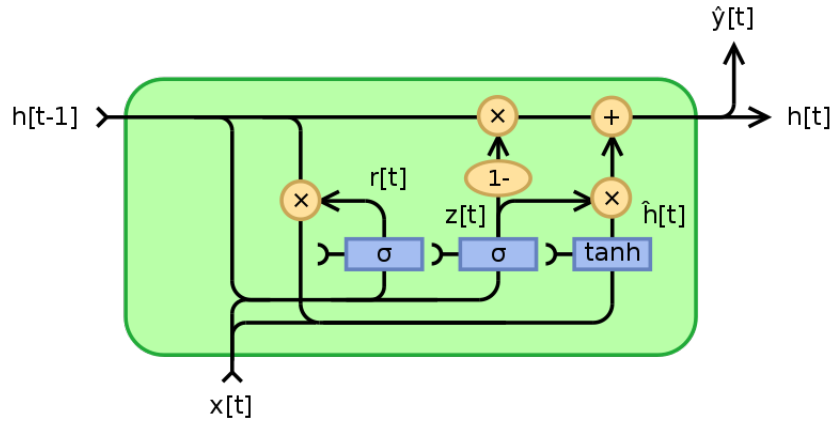 ŷ[t]
h[t-1]
×
+
h[t]
r[t]
1-
×
z[t]
×
ĥ[t]
σ
σ
tanh
x[t]